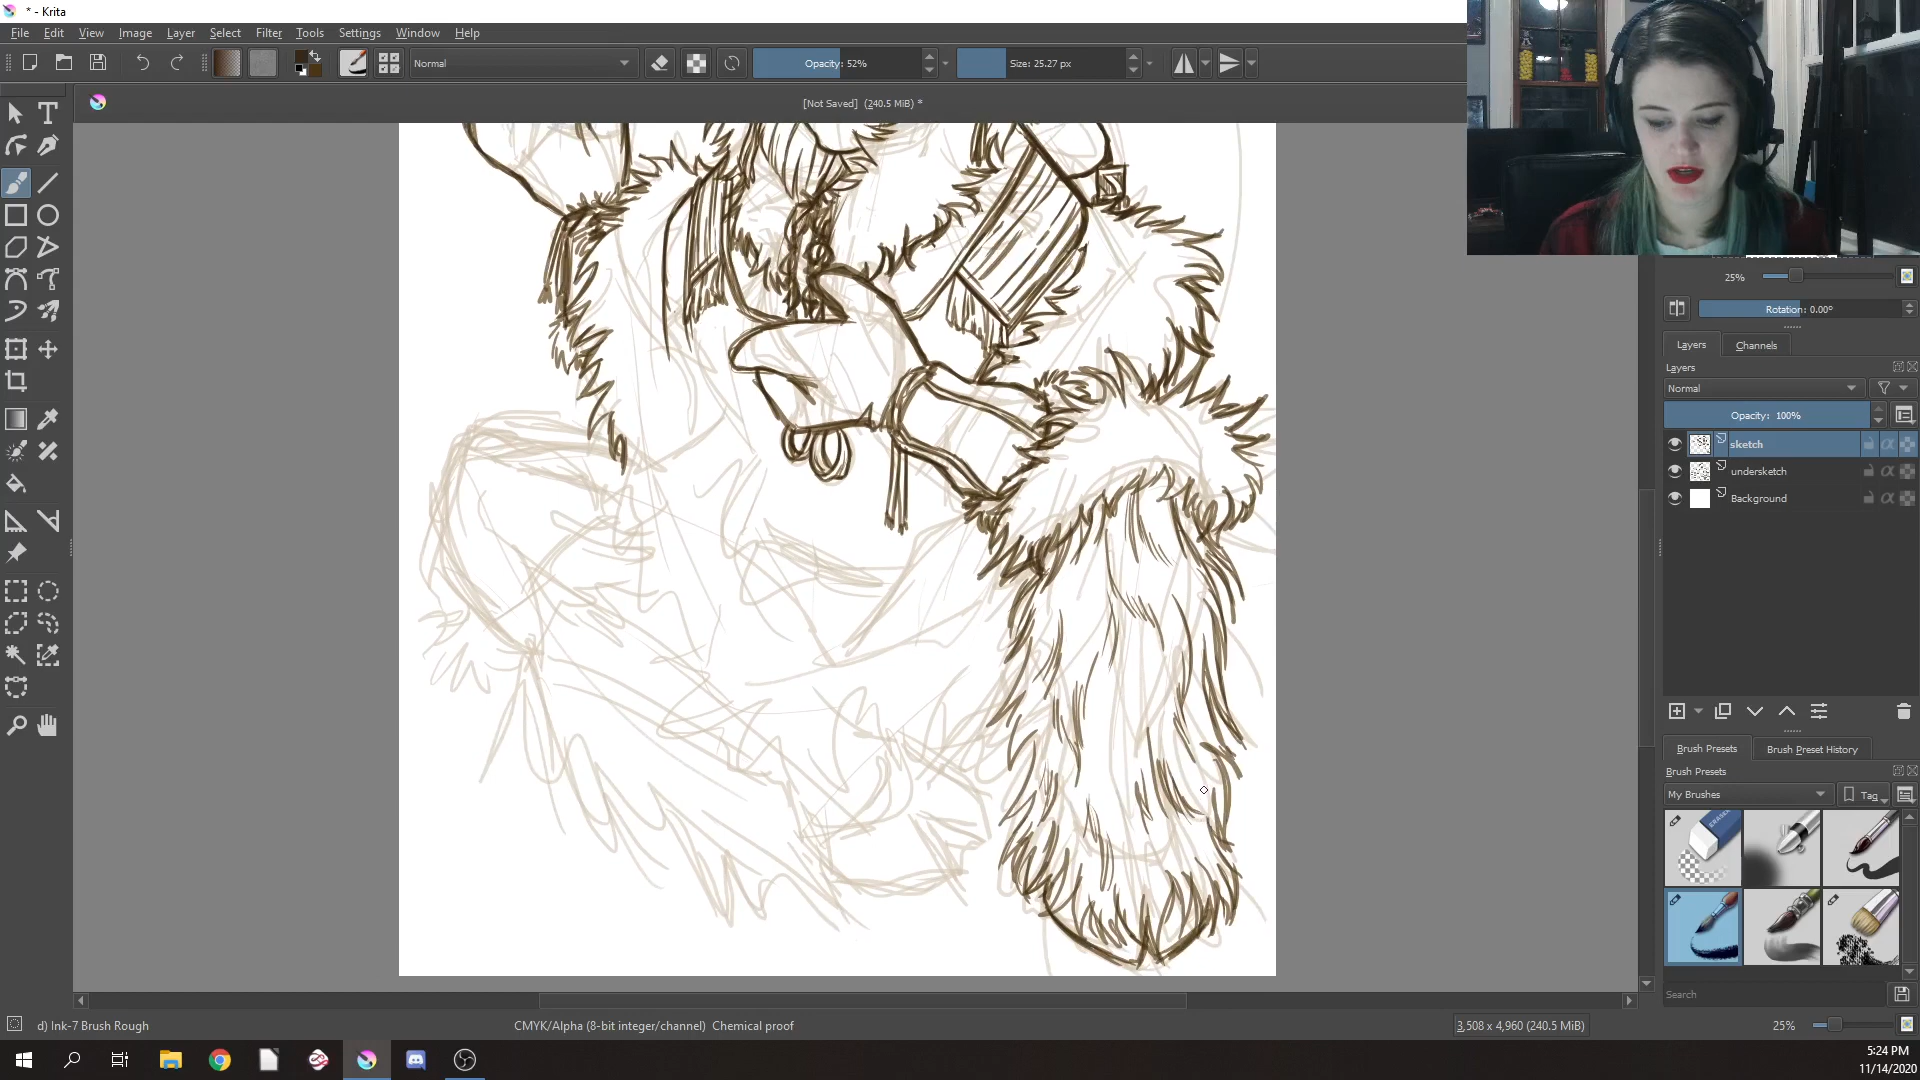 * - Krita
File Edit View Image Layer Select Filter Tools Settings Window Help
Normal Opacity: 52% Size: 25.27 px
[Not Saved] (240.5 MiB) *
25%
Rotation: 0.00°
Layers Channels
Layers
Normal
Opacity: 100%
sketch
undersketch
Background
Brush Presets Brush Preset History
Brush Presets
My Brushes Tag
ERASER
Search
d) Ink-7 Brush Rough CMYK/Alpha (8-bit integer/channel) Chemical proof 3,508 x 4,960 (240.5 MiB) 25%
5:24 PM
11/14/2020